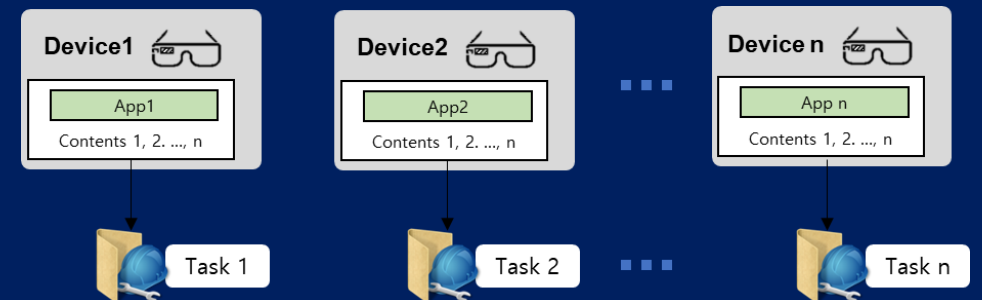 Device1
App1
Contents 1, 2. ..., n
Device2
App2
Contents 1, 2. ..., n
Device n
App n
Contents 1, 2. ..., n
Task 1
Task 2
Task n